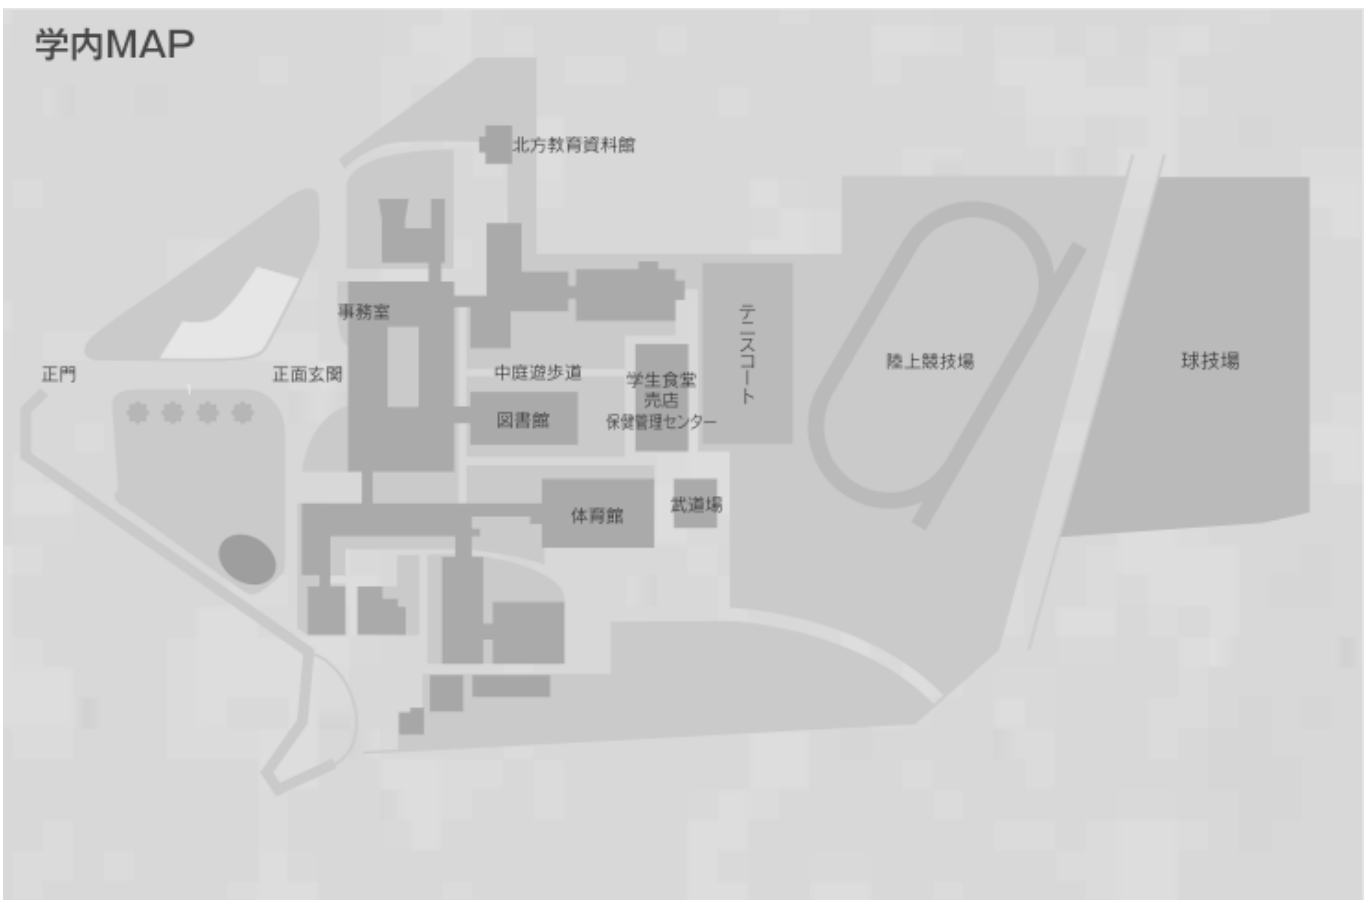 学内MAP
北方教育資料館
事務室
正門
正面玄関
中庭遊歩道
図書館
学生食堂
売店
保健管理センター
テニスコート
陸上競技場
球技場
体育館
武道場